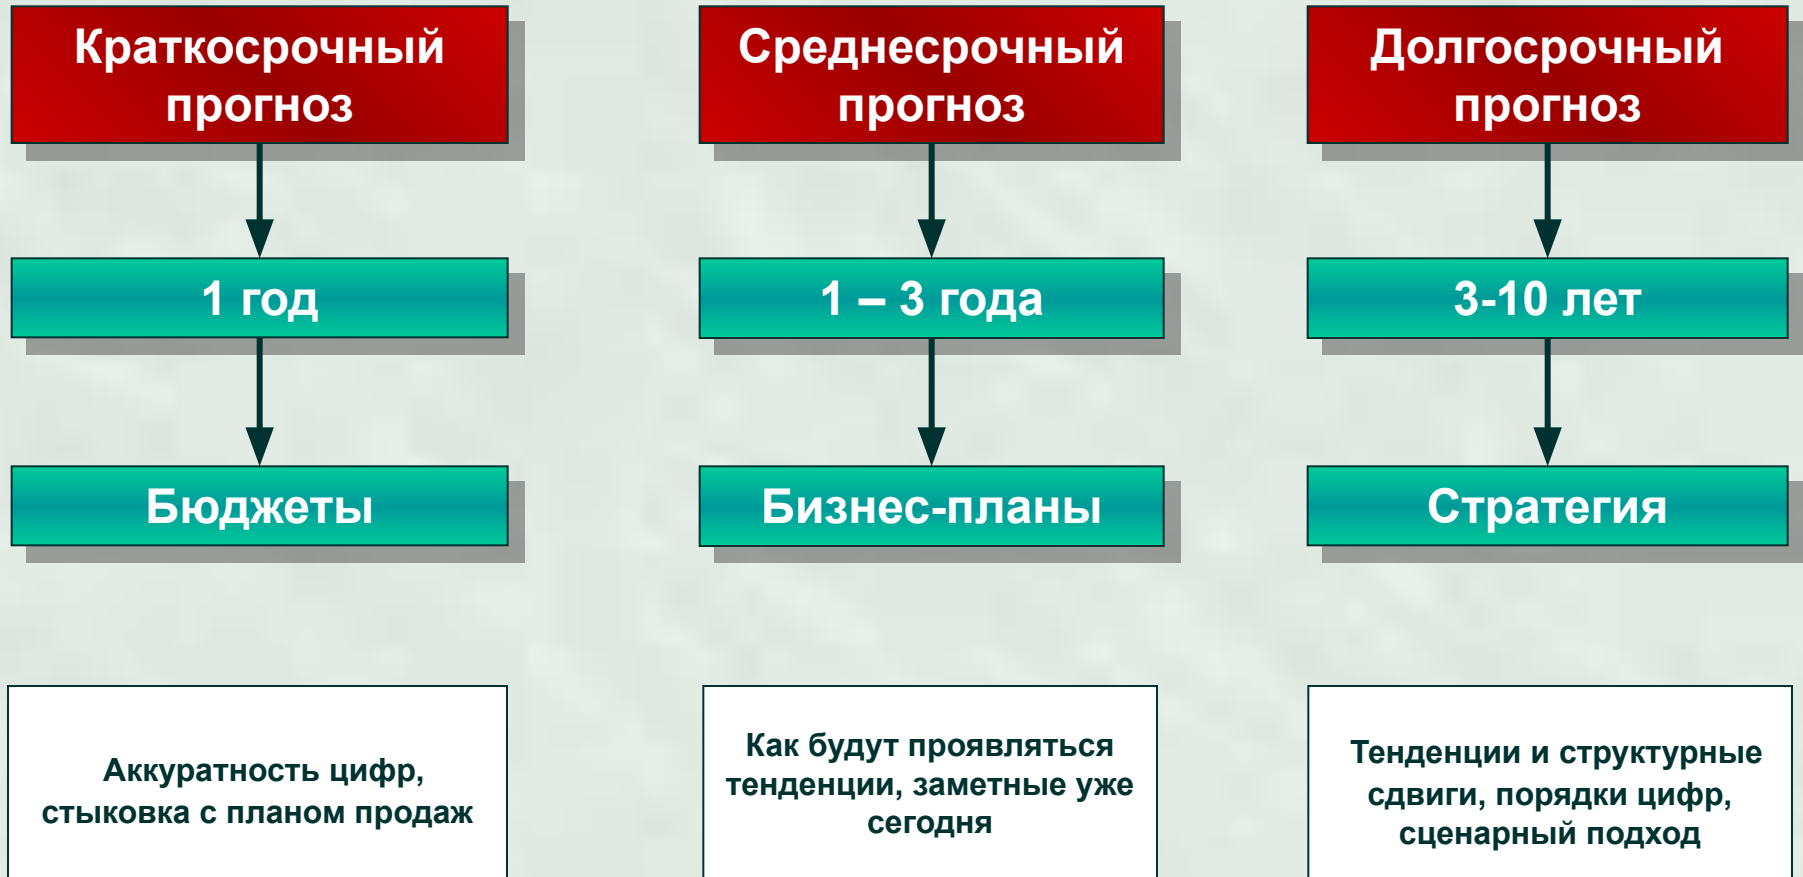 Краткосрочный
прогноз
1 год
Бюджеты
Аккуратность цифр,
стыковка с планом продаж
Среднесрочный
прогноз
1 – 3 года
Бизнес-планы
Как будут проявляться
тенденции, заметные уже
сегодня
Долгосрочный
прогноз
3-10 лет
Стратегия
Тенденции и структурные
сдвиги, порядки цифр,
сценарный подход